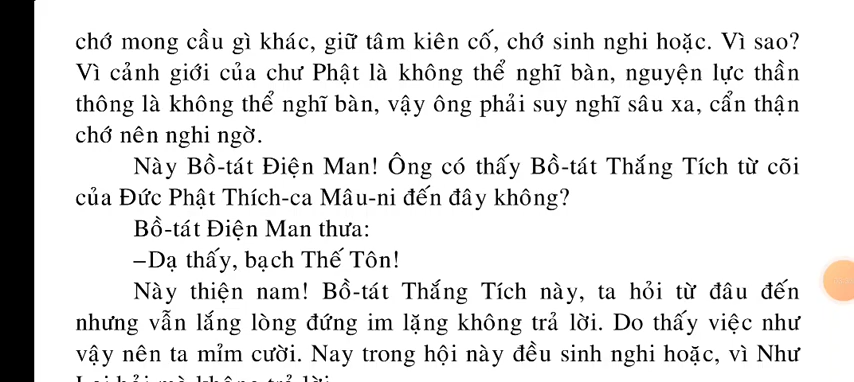 chớ mong cầu gì khác, giữ tâm kiên cố, chớ sinh nghi hoặc. Vì sao?
Vì cảnh giới của chư Phật là không thể nghĩ bàn, nguyện lực thần
thông là không thể nghĩ bàn, vậy ông phải suy nghĩ sâu xa, cẩn thận
chớ nên nghi ngờ.
Này Bồ-tát Điện Man! Ông có thấy Bồ-tát Thắng Tích từ cõi
của Đức Phật Thích-ca Mâu-ni đến đây không?
Bồ-tát Điện Man thưa:
–Dạ thấy, bạch Thế Tôn!
Này thiện nam! Bồ-tát Thắng Tích này, ta hỏi từ đâu đến
nhưng vẫn lắng lòng đứng im lặng không trả lời. Do thấy việc như
vậy nên ta mỉm cười. Nay trong hội này đều sinh nghi hoặc, vì Như